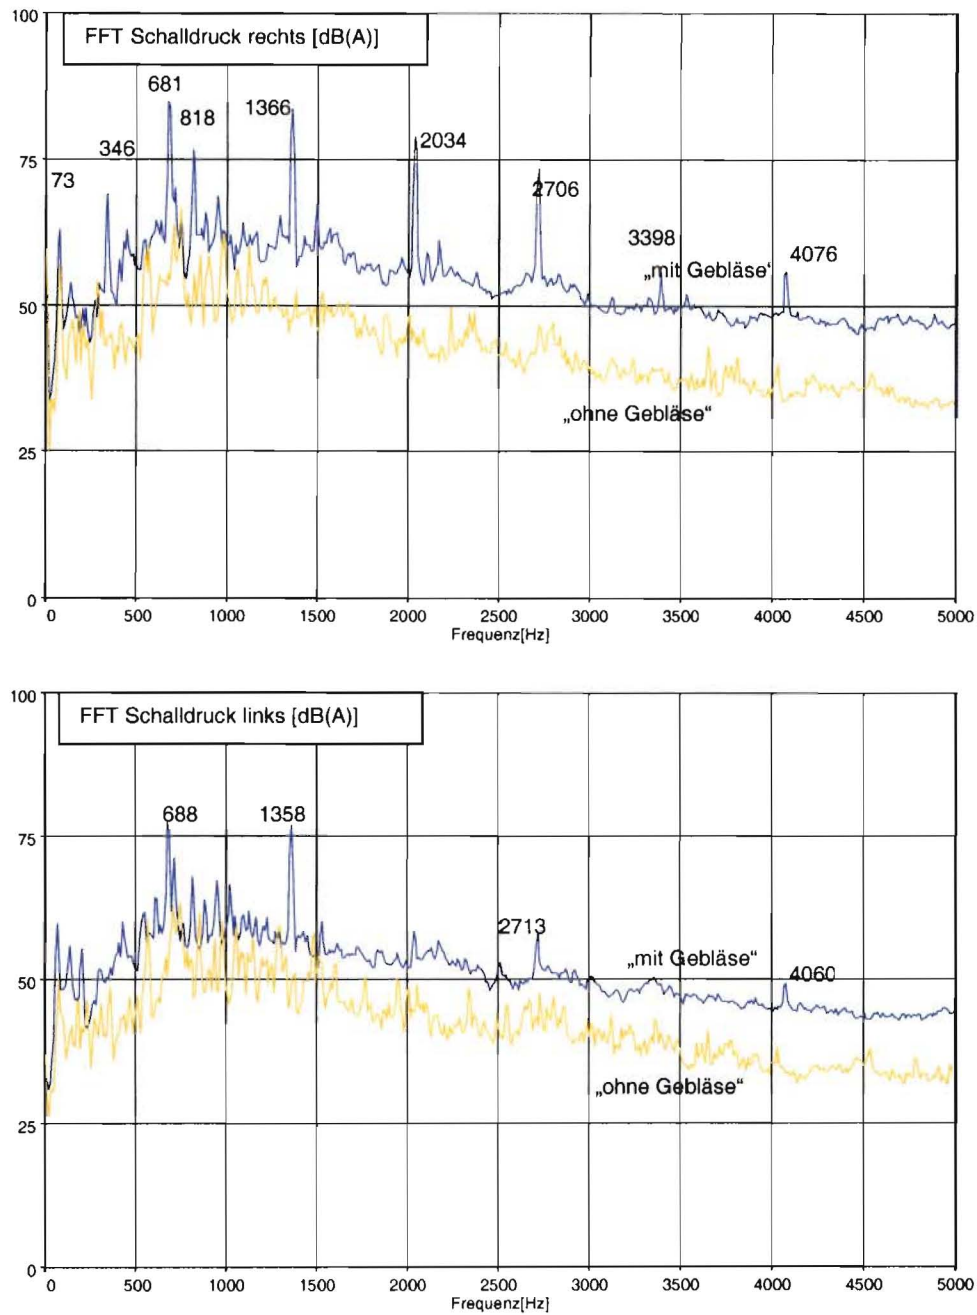 100
FFT Schalldruck rechts [dB(A)]
681
818
1366
2034
346
75
73
2706
3398
4076
„mit Gebläse‘
50
„ohne Gebläse“
25
0
0 500 1000 1500 2000 2500 3000 3500 4000 4500 5000
Frequenz[Hz]
100
FFT Schalldruck links [dB(A)]
688
1358
75
2713
„mit Gebläse“
4060
50
„ohne Gebläse“
25
0
0 500 1000 1500 2000 2500 3000 3500 4000 4500 5000
Frequenz[Hz]